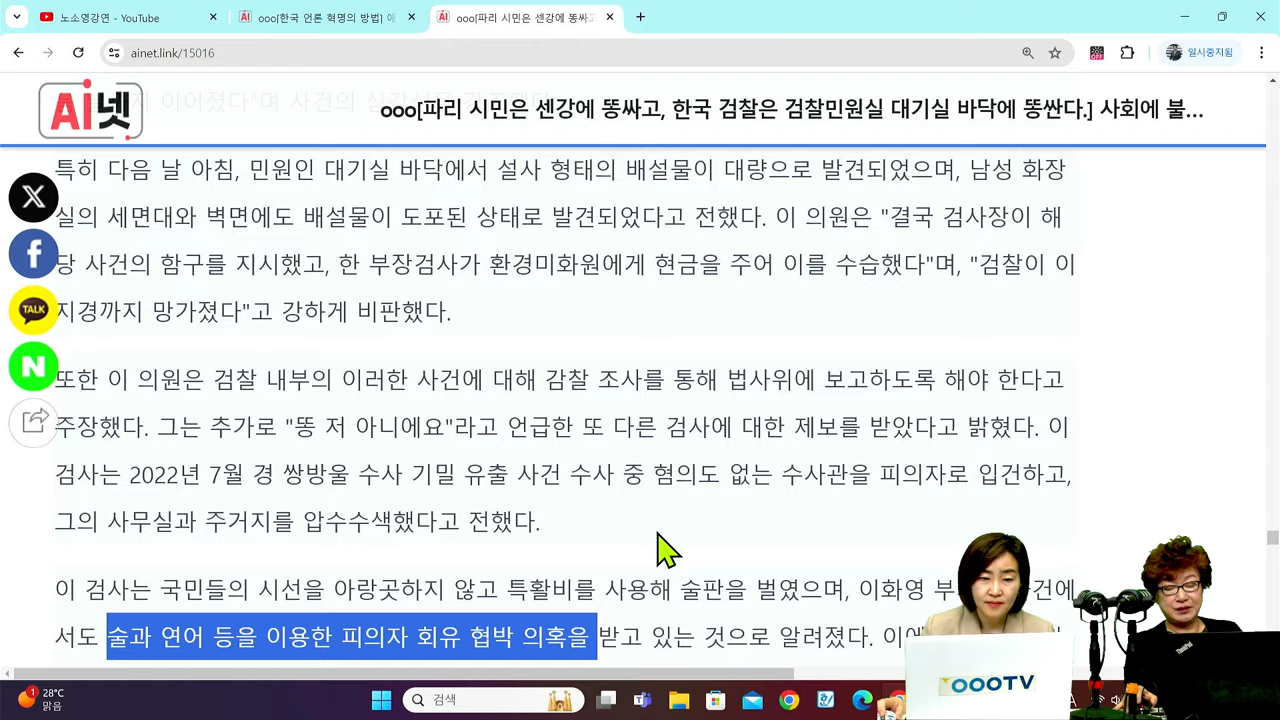 노소영강연 - YouTube
ooo[한국 언론 혁명의 방법]
ooo[파리 시민은 센강에 똥싸고
ainet.link/15016
일시중지됨
OFF
Ai넷
이어졌다"며 사건의
ooo[파리 시민은 센강에 똥싸고, 한국 검찰은 검찰민원실 대기실 바닥에 똥싼다.] 사회에 불...
특히 다음 날 아침, 민원인 대기실 바닥에서 설사 형태의 배설물이 대량으로 발견되었으며, 남성 화장
실의 세면대와 벽면에도 배설물이 도포된 상태로 발견되었다고 전했다. 이 의원은 "결국 검사장이 해
당 사건의 함구를 지시했고, 한 부장검사가 환경미화원에게 현금을 주어 이를 수습했다"며, "검찰이 이
지경까지 망가졌다"고 강하게 비판했다.
X
f
TALK
N
또한 이 의원은 검찰 내부의 이러한 사건에 대해 감찰 조사를 통해 법사위에 보고하도록 해야 한다고
주장했다. 그는 추가로 "똥 저 아니에요"라고 언급한 또 다른 검사에 대한 제보를 받았다고 밝혔다. 이
검사는 2022년 7월 경 쌍방울 수사 기밀 유출 사건 수사 중 혐의도 없는 수사관을 피의자로 입건하고,
그의 사무실과 주거지를 압수수색했다고 전했다.
이 검사는 국민들의 시선을 아랑곳하지 않고 특활비를 사용해 술판을 벌였으며, 이화영 부
서도 술과 연어 등을 이용한 피의자 회유 협박 의혹을 받고 있는 것으로 알려졌다.
OOOTV
ThinkPad
1
28°C
맑음
검색